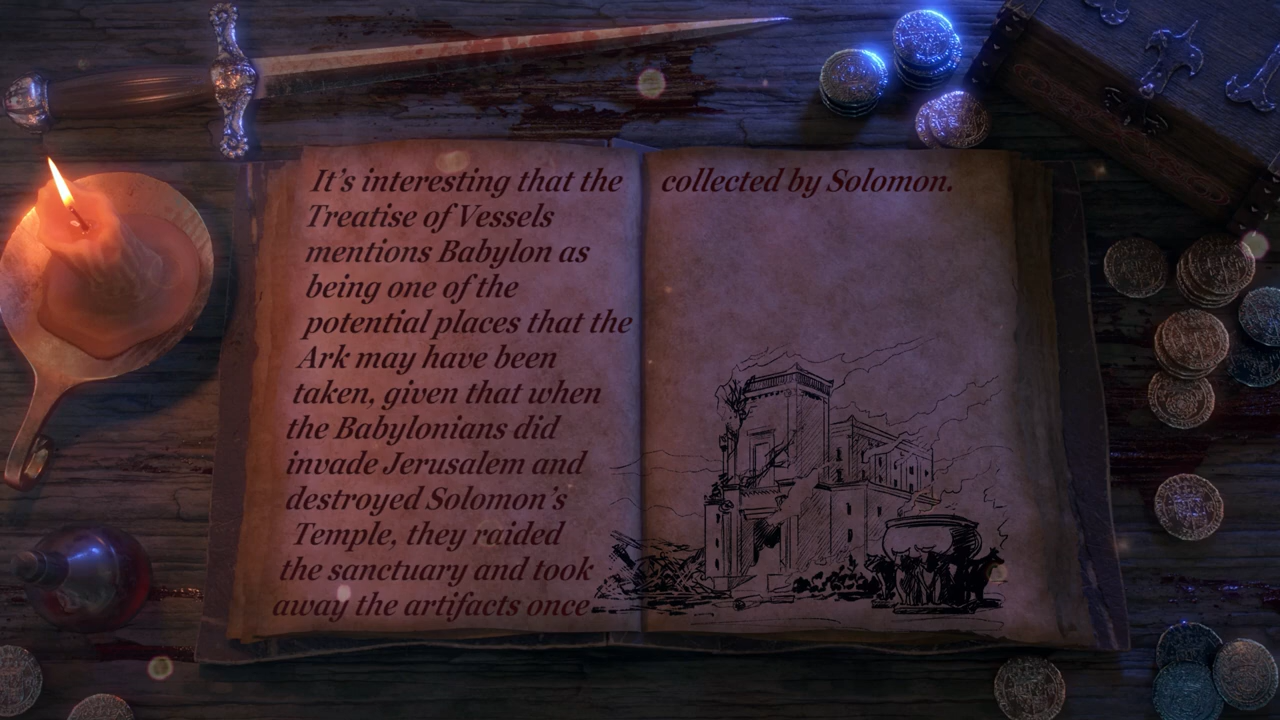 It's interesting that the
Treatise of Vessels
mentions Babylon as
being one of the
potential places that the
Ark may have been
taken, given that when
the Babylonians did
invade Jerusalem and
destroyed Solomon's
Temple, they raided
the sanctuary and took
away the artifacts once
collected by Solomon.